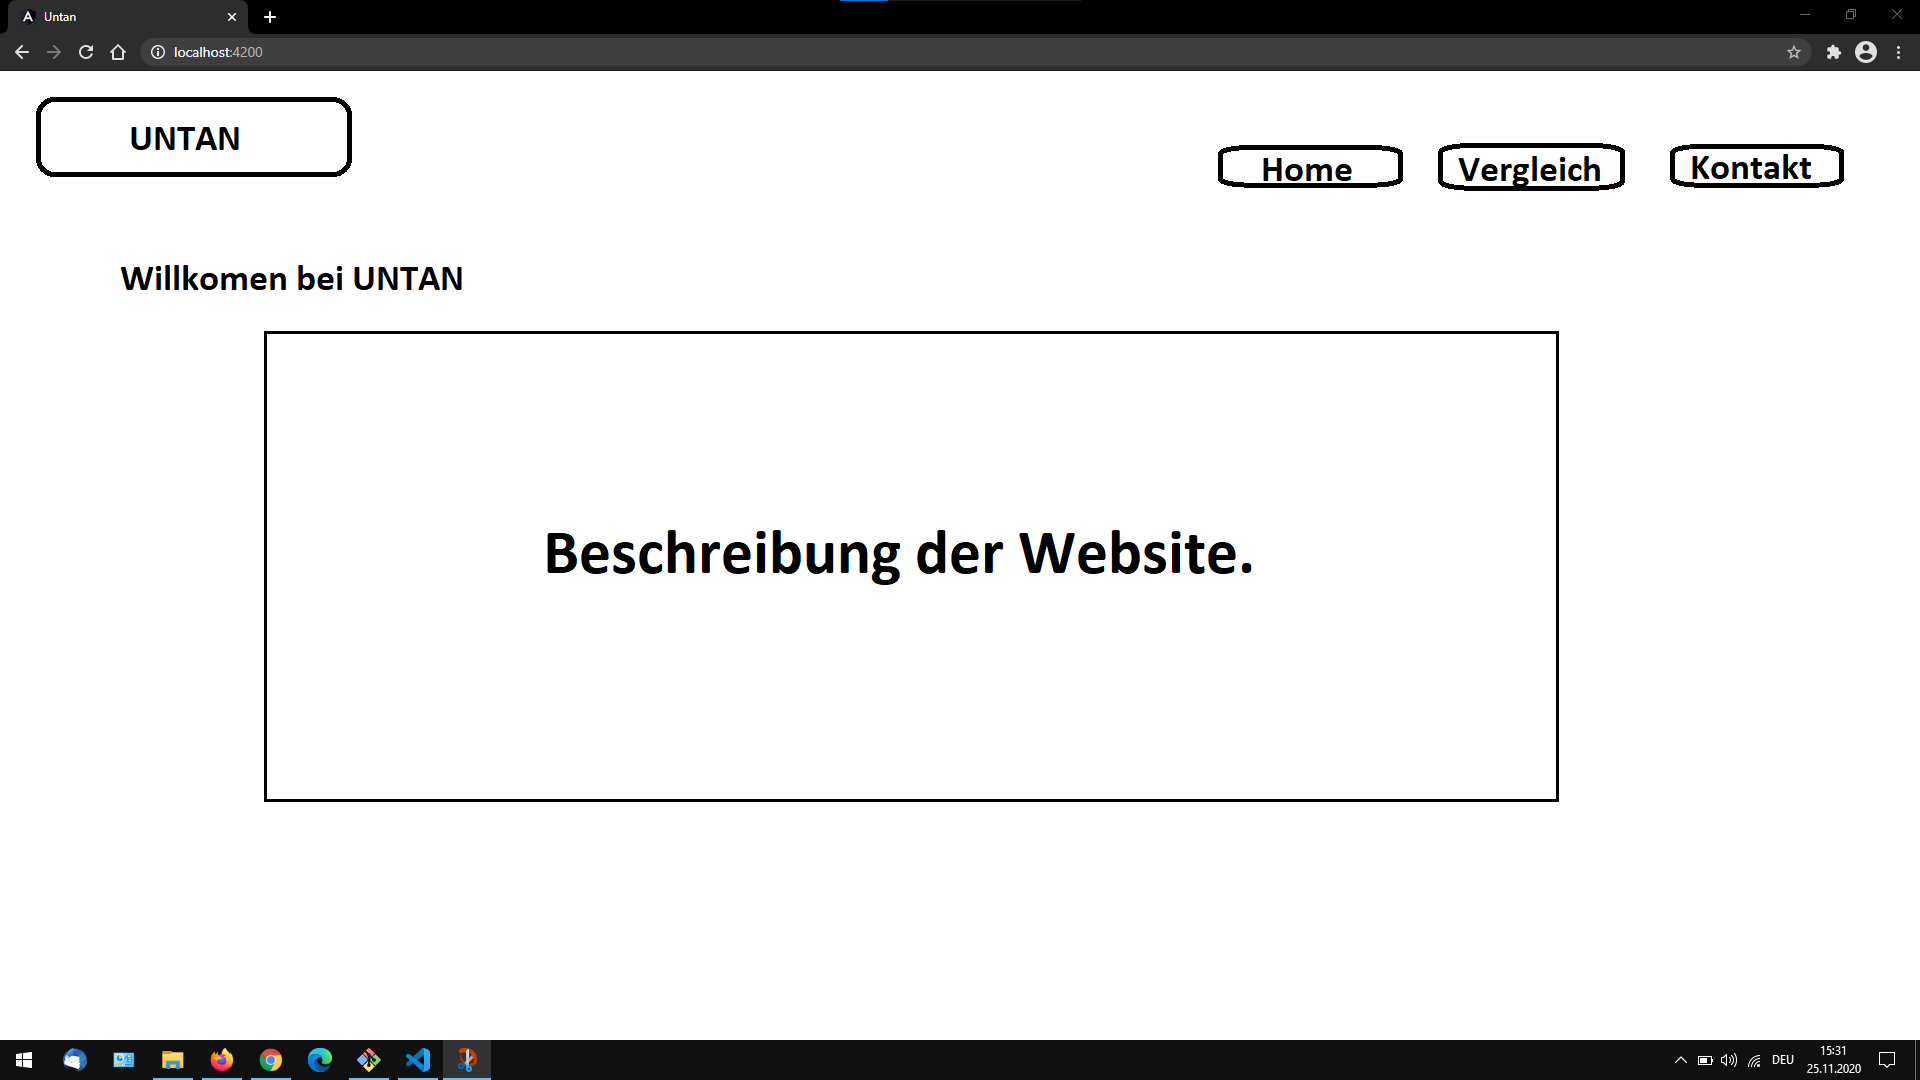 Untan
localhost:4200
UNTAN
Home
Vergleich
Kontakt
Willkomen bei UNTAN
Beschreibung der Website.
DEU
15:31
25.11.2020